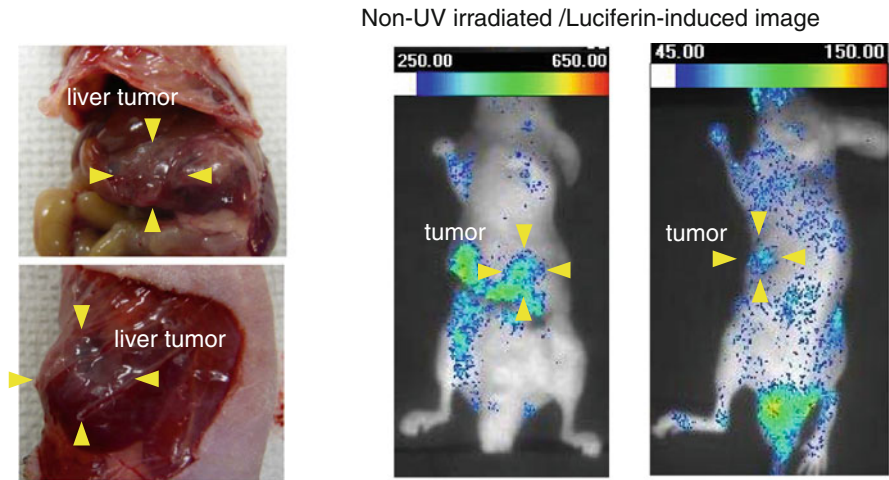 Non-UV irradiated /Luciferin-induced image
liver tumor
250.00 650.00
45.00 150.00
tumor
tumor
liver tumor